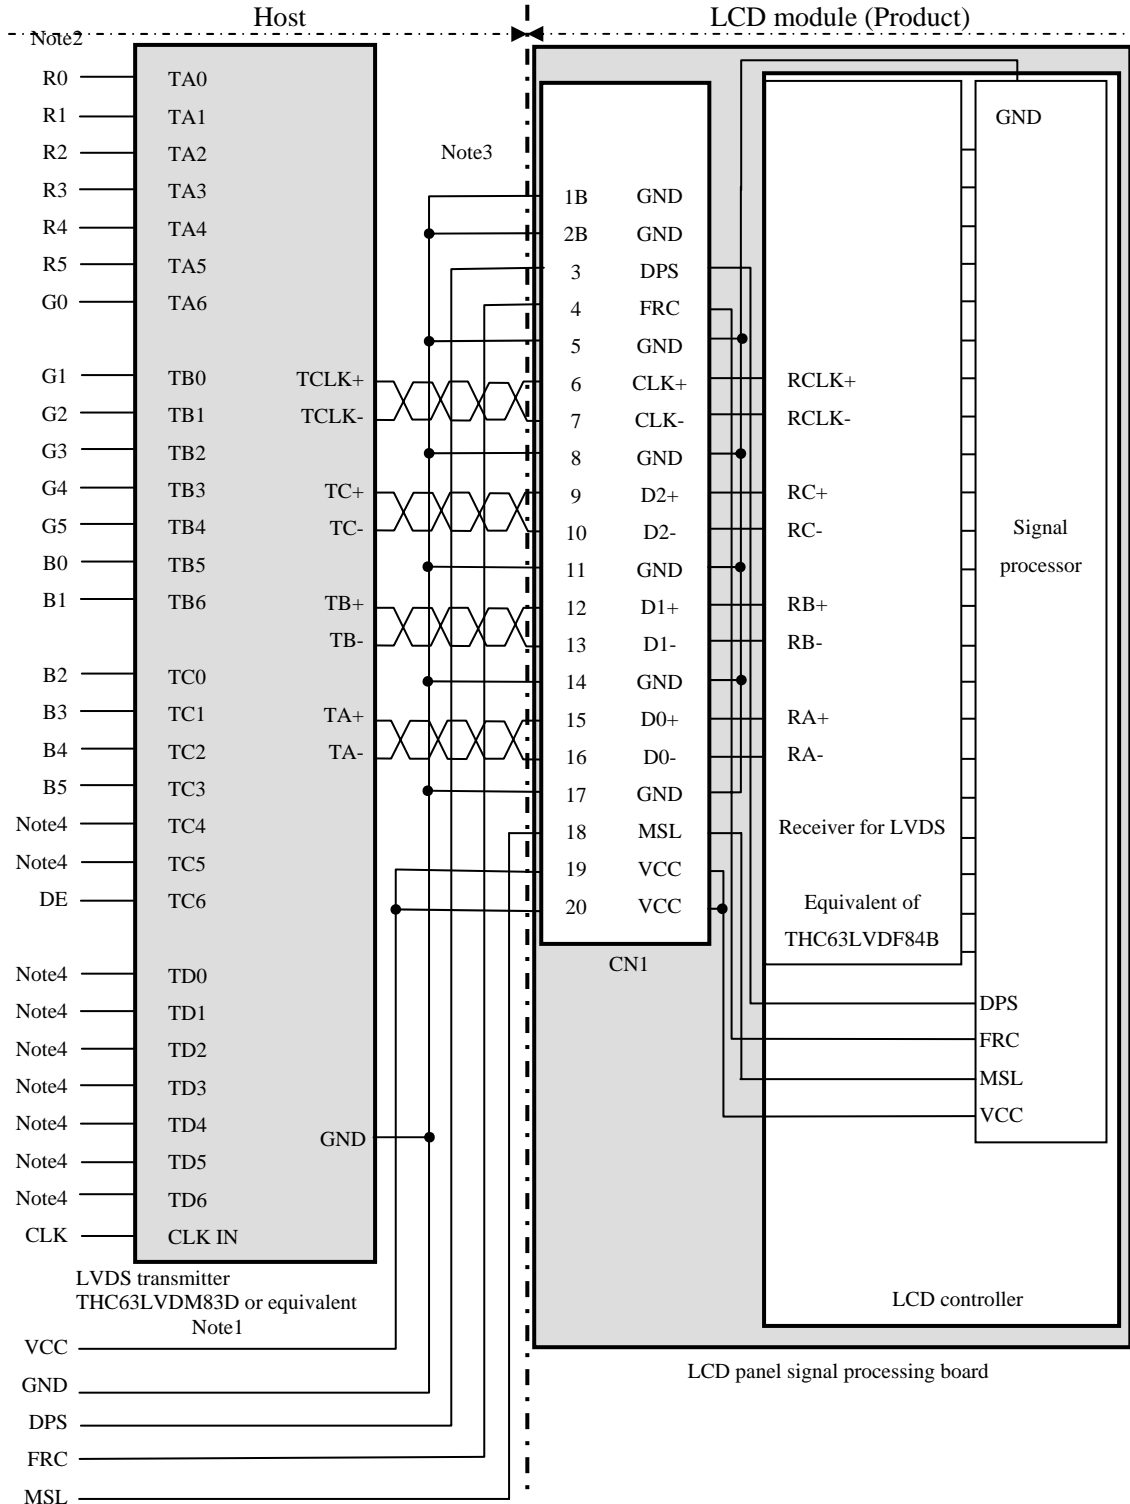 Host
LCD module (Product)
Note2
R0 TA0
R1 TA1
R2 TA2
R3 TA3
R4 TA4
R5 TA5
G0 TA6
G1 TB0
G2 TB1
G3 TB2
G4 TB3
G5 TB4
B0 TB5
B1 TB6
B2 TC0
B3 TC1
B4 TC2
B5 TC3
Note4 TC4
Note4 TC5
DE TC6
Note4 TD0
Note4 TD1
Note4 TD2
Note4 TD3
Note4 TD4
Note4 TD5
Note4 TD6
CLK CLK IN
TCLK+
TCLK-
TC+
TC-
TB+
TB-
TA+
TA-
GND
LVDS transmitter
THC63LVDM83D or equivalent
Note1
VCC
GND
DPS
FRC
MSL
Note3
1B GND
2B GND
3 DPS
4 FRC
5 GND
6 CLK+
7 CLK-
8 GND
9 D2+
10 D2-
11 GND
12 D1+
13 D1-
14 GND
15 D0+
16 D0-
17 GND
18 MSL
19 VCC
20 VCC
CN1
RCLK+
RCLK-
RC+
RC-
RB+
RB-
RA+
RA-
Receiver for LVDS
Equivalent of
THC63LVDF84B
GND
Signal
processor
DPS
FRC
MSL
VCC
LCD controller
LCD panel signal processing board